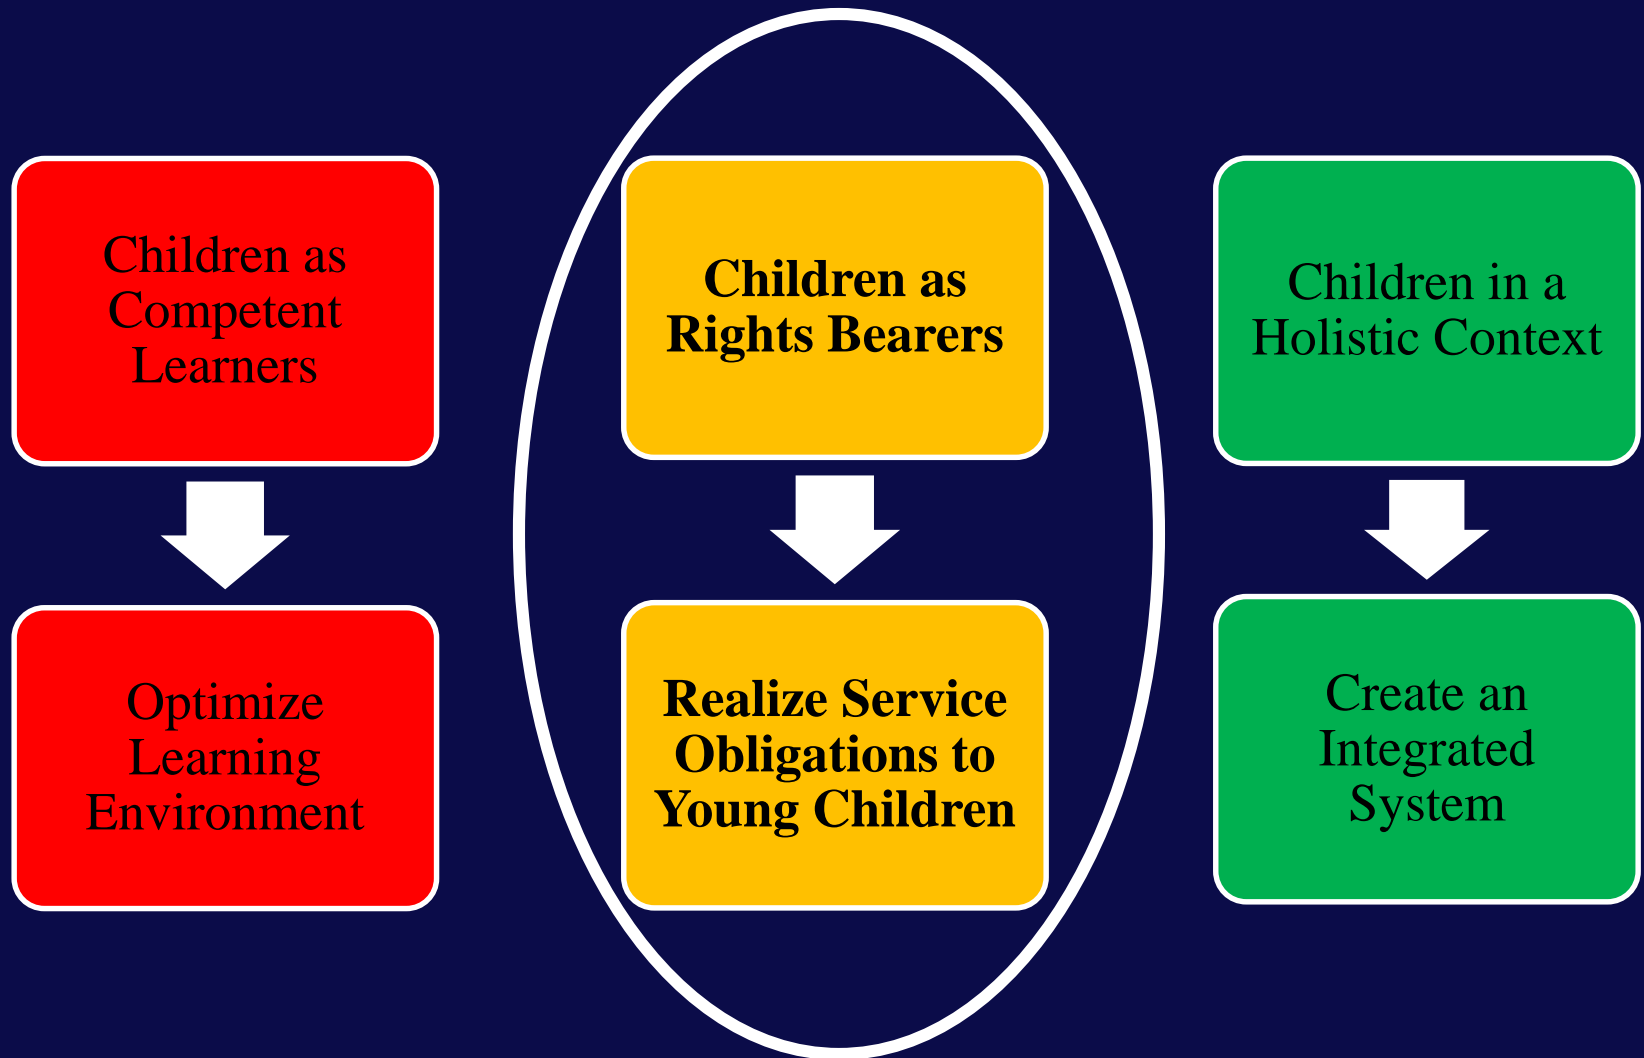 Children as
Competent
Learners
Optimize
Learning
Environment
Children as
Rights Bearers
Realize Service
Obligations to
Young Children
Children in a
Holistic Context
Create an
Integrated
System